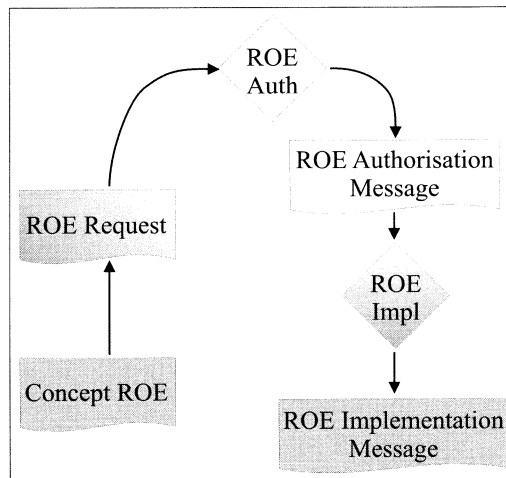 ROE
Auth
ROE Authorisation
Message
ROE Request
ROE
Impl
Concept ROE
ROE Implementation
Message